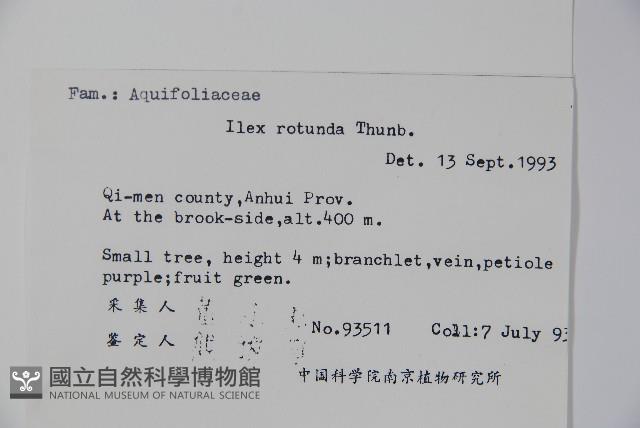 Fam.: Aquifoliaceae
Ilex rotunda Thunb.
Det. 13 Sept.1993
Qi-men county,Anhui Prov.
At the brook-side,alt.400 m.
Small tree, height 4 m;branchlet,vein,petiole
purple;fruit green.
采集人
No.93511 Coll:7 July 93
鉴定人
中国科学院南京植物研究所
國立自然科學博物館
NATIONAL MUSEUM OF NATURAL SCIENCE